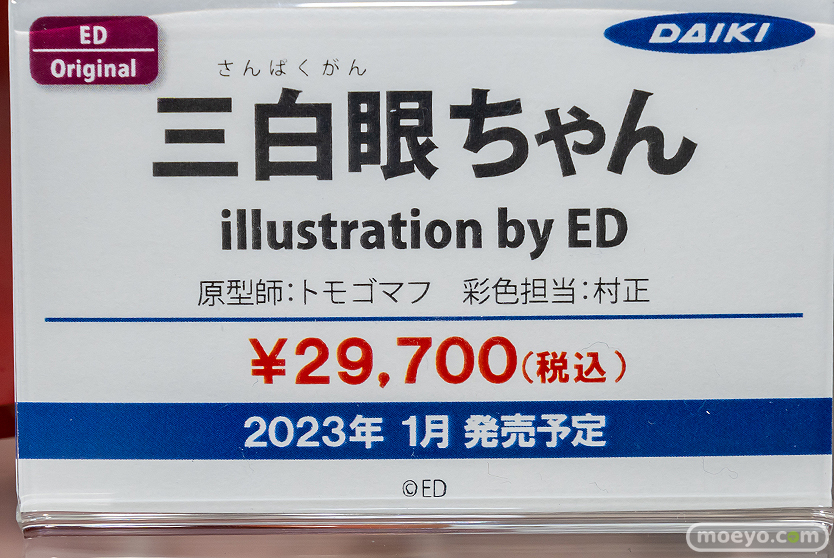 ED
Original
DAIKI
さんぱくがん
三白眼ちゃん
illustration by ED
原型師:トモゴマフ 彩色担当:村正
¥29,700(税込)
2023年 1月 発売予定
©ED
moeyo.com